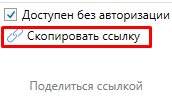 Доступен без авторизации
Скопировать ссылку
Поделиться ссылкой